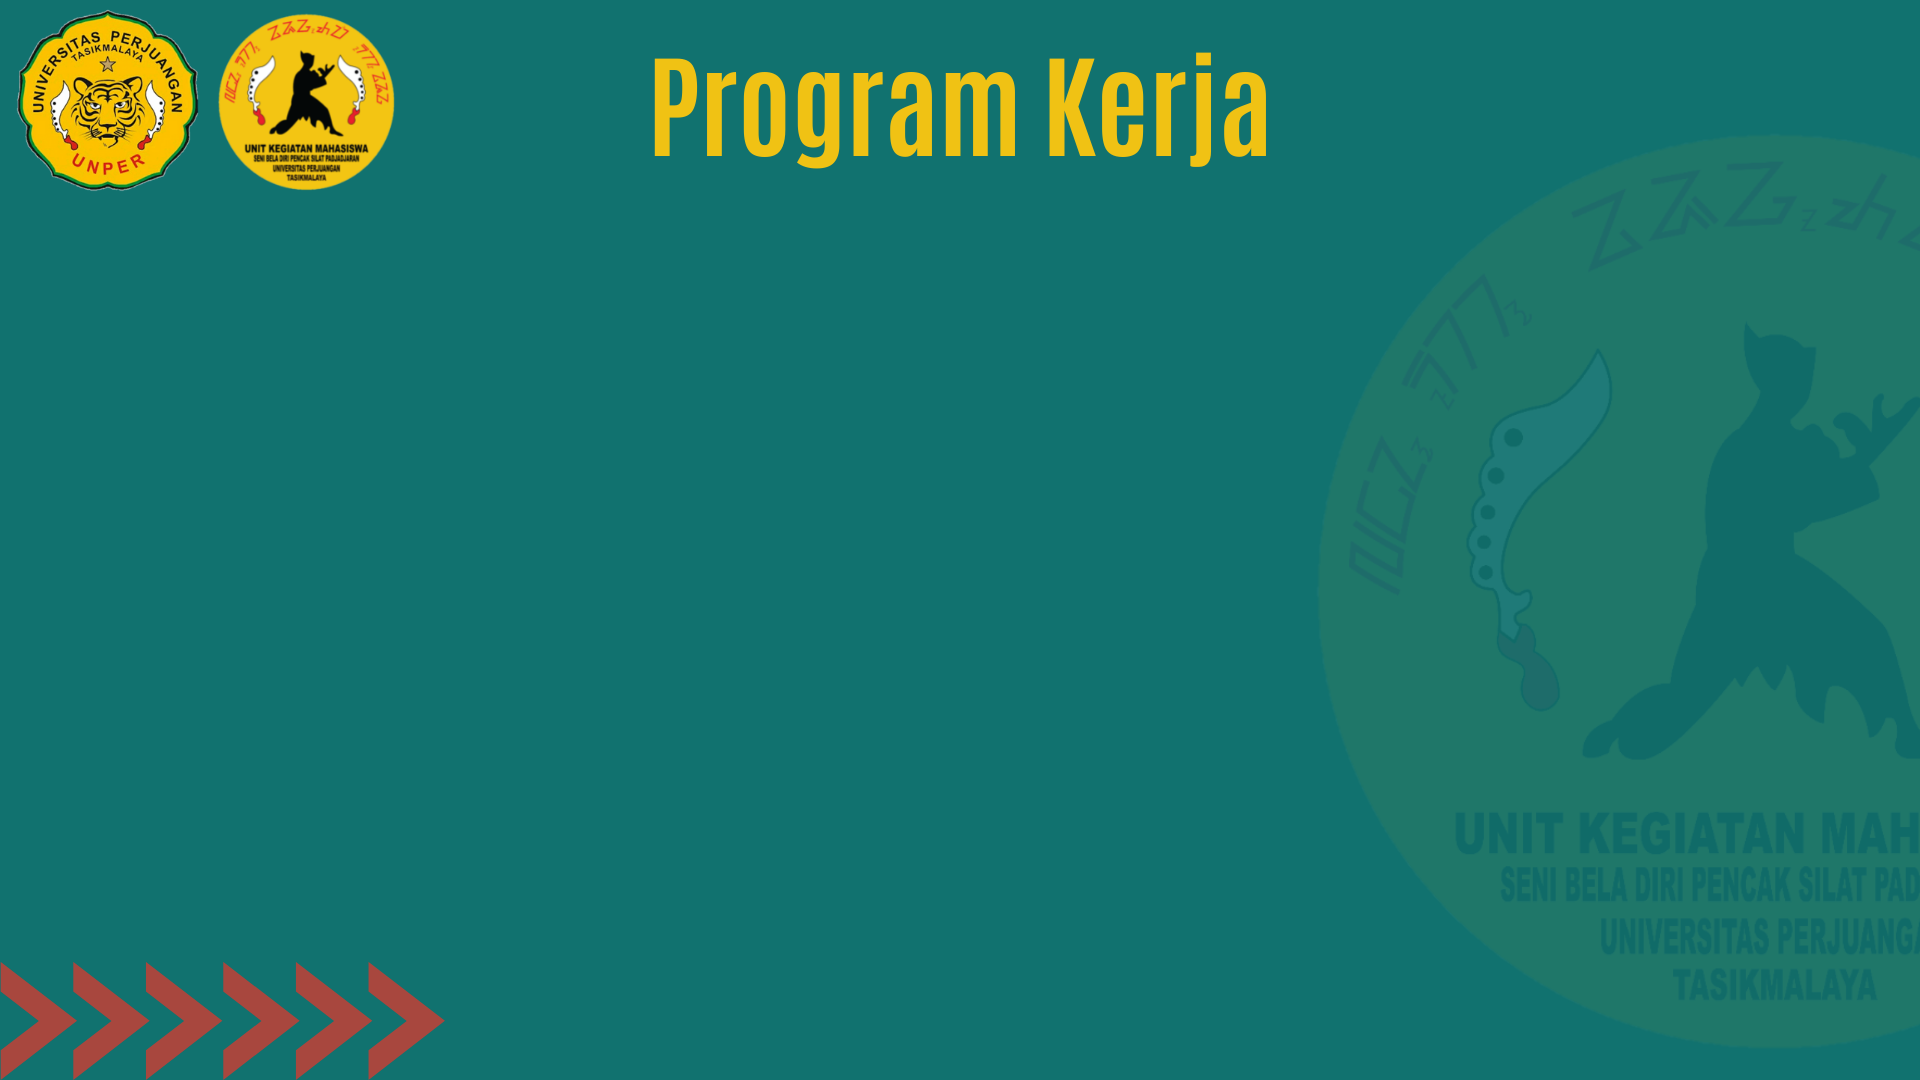 UNIVERSITAS PERJUANGAN
TASIKMALAYA
UNPER
UNIT KEGIATAN MAHASISWA
SENI BELA DIRI PENCAK SILAT PADJADJARAN
UNIVERSITAS PERJUANGAN
TASIKMALAYA
Program Kerja
UNIT KEGIATAN MAH
SENI BELA DIRI PENCAK SILAT PAD
UNIVERSITAS PERJUANGA
TASIKMALAYA